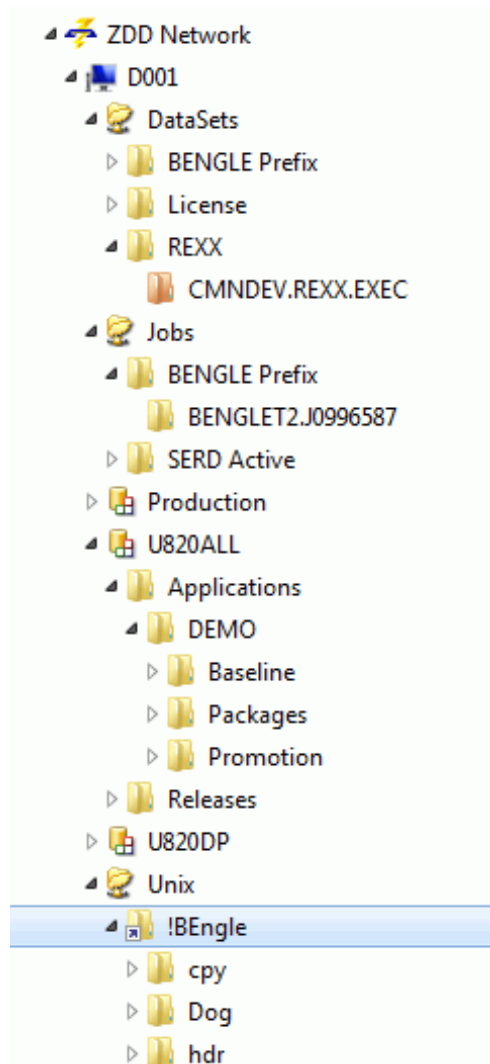 ZDD Network
D001
DataSets
BENGLE Prefix
License
REXX
CMNDEV.REXX.EXEC
Jobs
BENGLE Prefix
BENGLET2.J0996587
SERD Active
Production
U820ALL
Applications
DEMO
Baseline
Packages
Promotion
Releases
U820DP
Unix
!BEngle
cpy
Dog
hdr